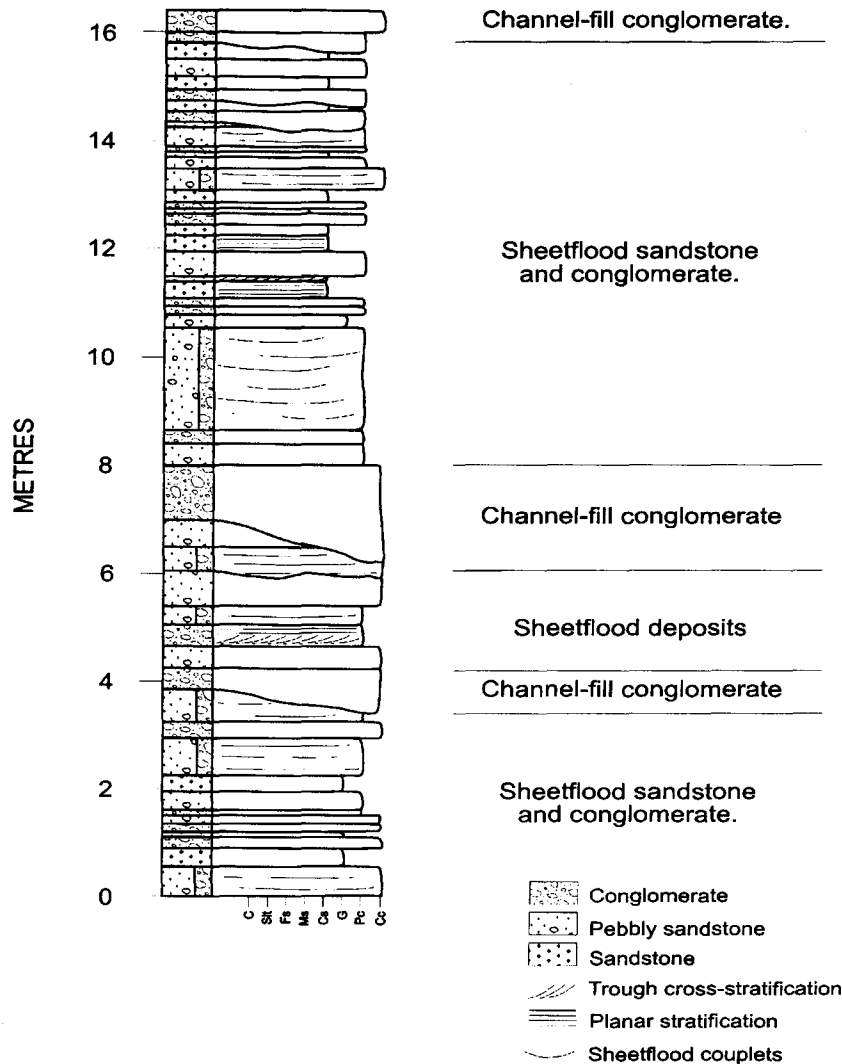 16
14
12
10
8
6
4
2
0
METRES
C
Slt
Fs
Ms
Cs
G
Pc
Cc
Channel-fill conglomerate.
Sheetflood sandstone
and conglomerate.
Channel-fill conglomerate
Sheetflood deposits
Channel-fill conglomerate
Sheetflood sandstone
and conglomerate.
Conglomerate
Pebbly sandstone
Sandstone
Trough cross-stratification
Planar stratification
Sheetflood couplets